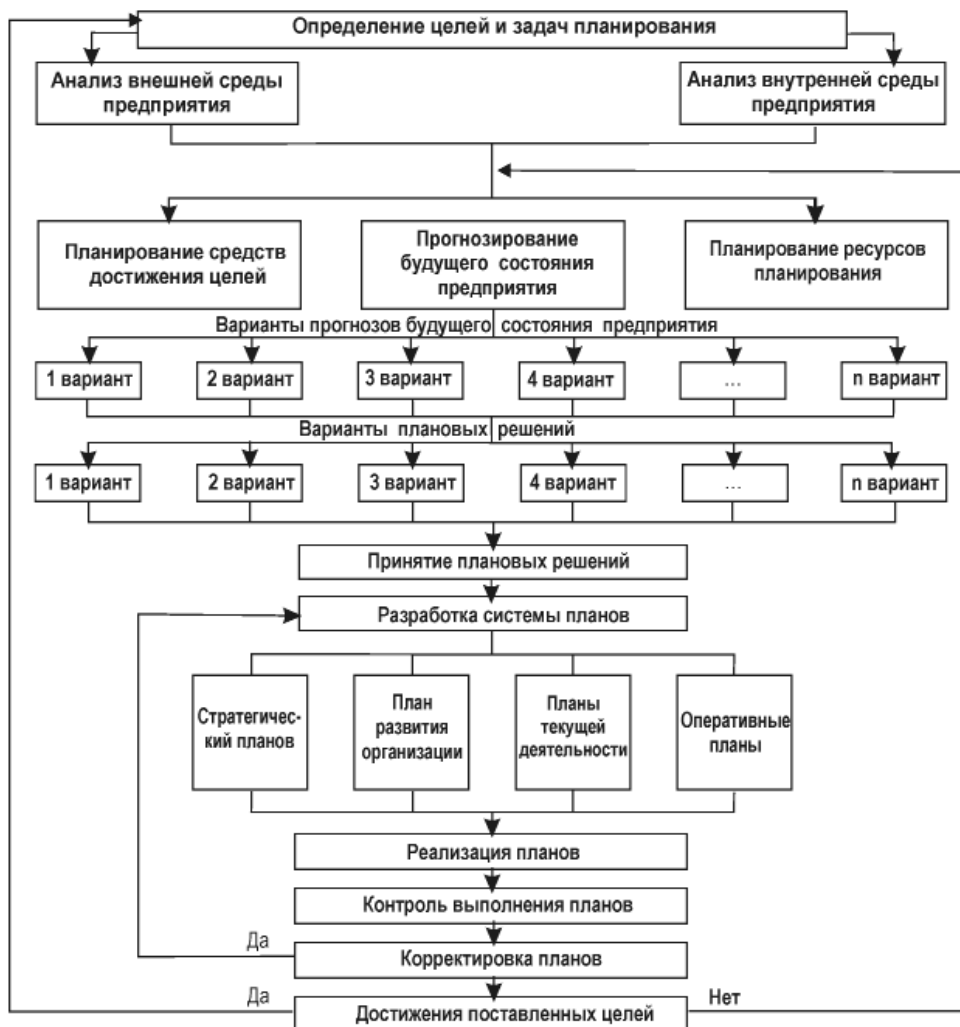 Определение целей и задач планирования
Анализ внешней среды
предприятия
Анализ внутренней среды
предприятия
Планирование средств
достижения целей
Прогнозирование
будущего состояния
предприятия
Планирование ресурсов
планирования
Варианты прогнозов будущего состояния предприятия
1 вариант
2 вариант
3 вариант
4 вариант
...
n вариант
Варианты плановых решений
1 вариант
2 вариант
3 вариант
4 вариант
...
n вариант
Принятие плановых решений
Разработка системы планов
Стратегичес-
ский планов
План
развития
организации
Планы
текущей
деятельности
Оперативные
планы
Реализация планов
Контроль выполнения планов
Да
Корректировка планов
Да
Достижения поставленных целей
Нет